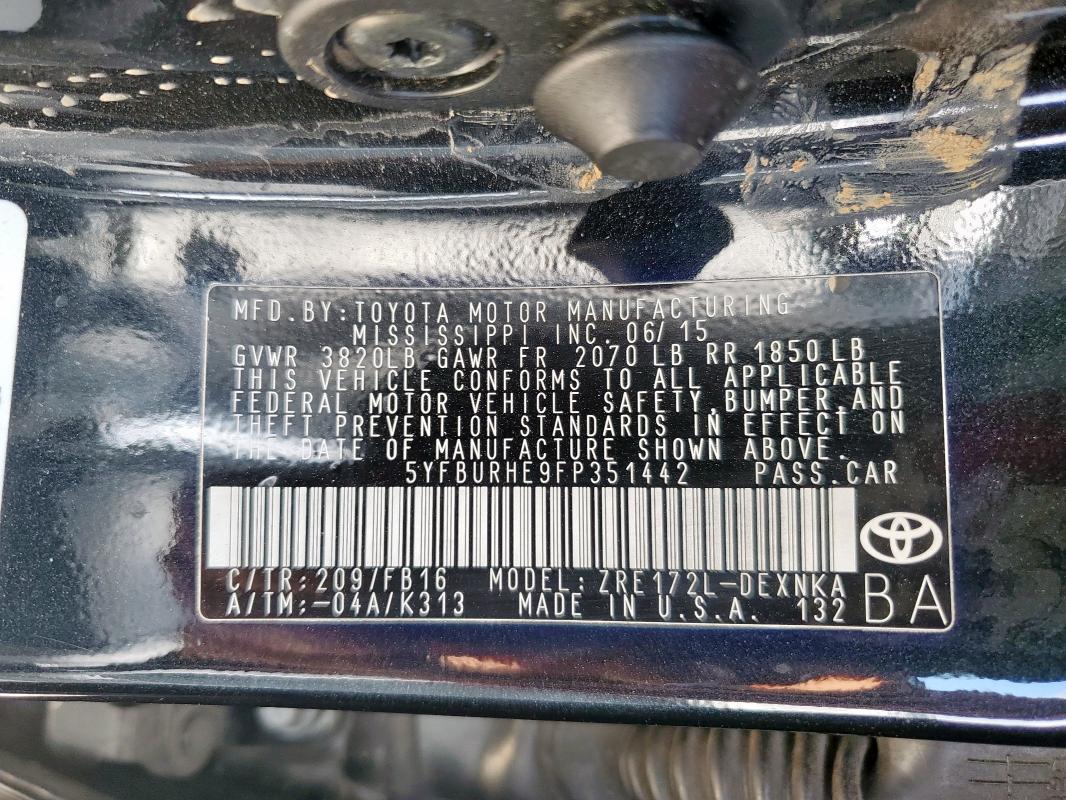 MFD.BY:TOYOTA MOTOR MANUFACTURING
MISSISSIPPI INC. 06/15
GVWR 3820LB GAWR FR 2070 LB RR 1850LB
THIS VEHICLE CONFORMS TO ALL APPLICABLE
FEDERAL MOTOR VEHICLE SAFETY,BUMPER,AND
THEFT PREVENTION STANDARDS IN EFFECT ON
THE DATE OF MANUFACTURE SHOWN ABOVE.
5YFBURHE9FP351442 PASS.CAR
C/TR:209/FB16 MODEL:ZRE172L-DEXNKA
A/TM:-04A/K313 MADE IN U.S.A. 132
BA